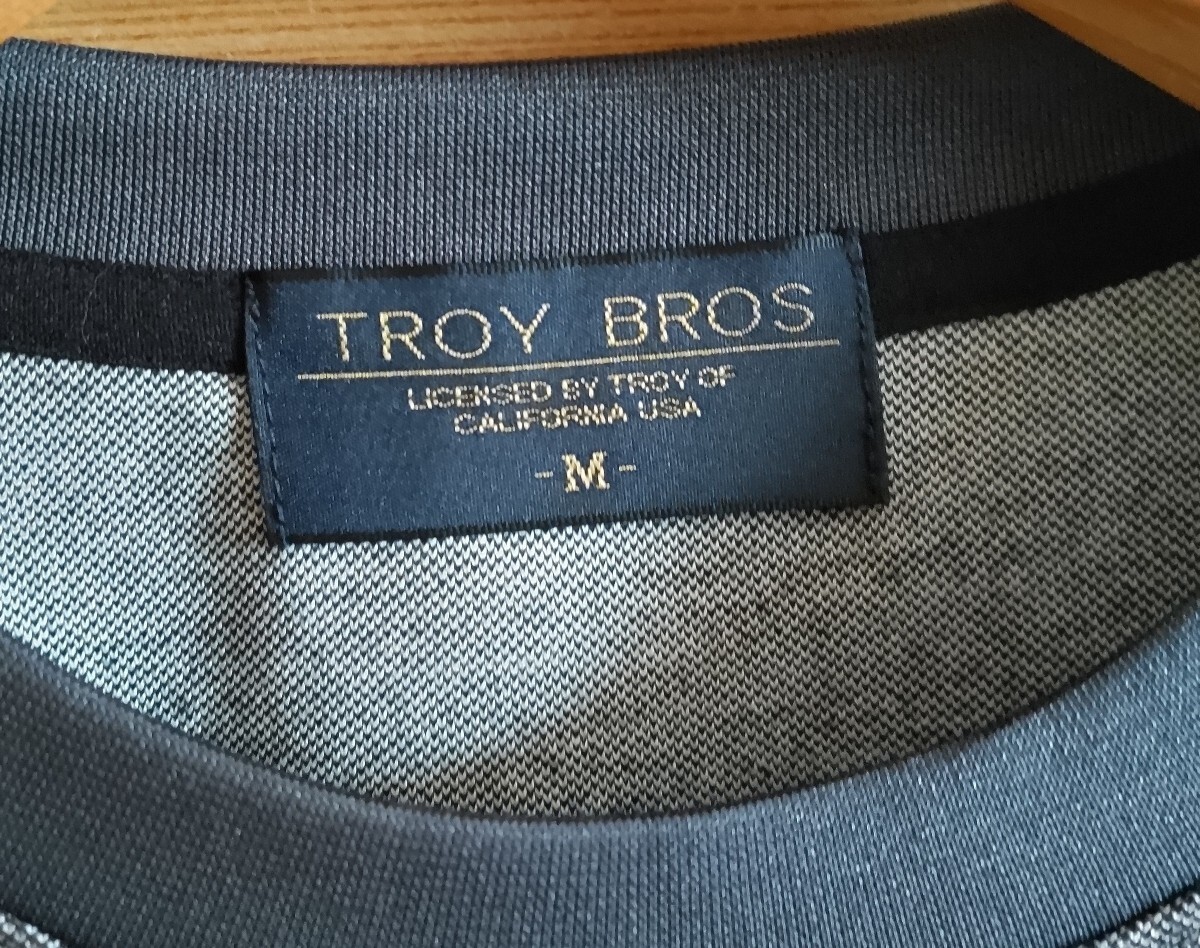 TROY BROS
LICENSED BY TROY OF
CALIFORNIA USA
-M-